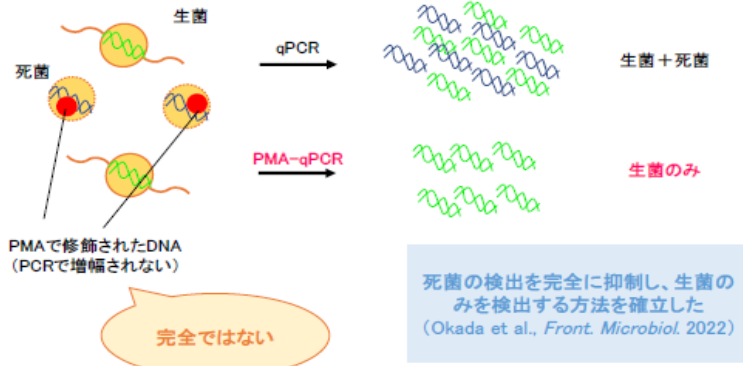 生菌
qPCR
生菌＋死菌
死菌
PMA-qPCR
生菌のみ
PMAで修飾されたDNA
（PCRで増幅されない）
完全ではない
死菌の検出を完全に抑制し、生菌の
みを検出する方法を確立した
（Okada et al., Front. Microbiol. 2022）